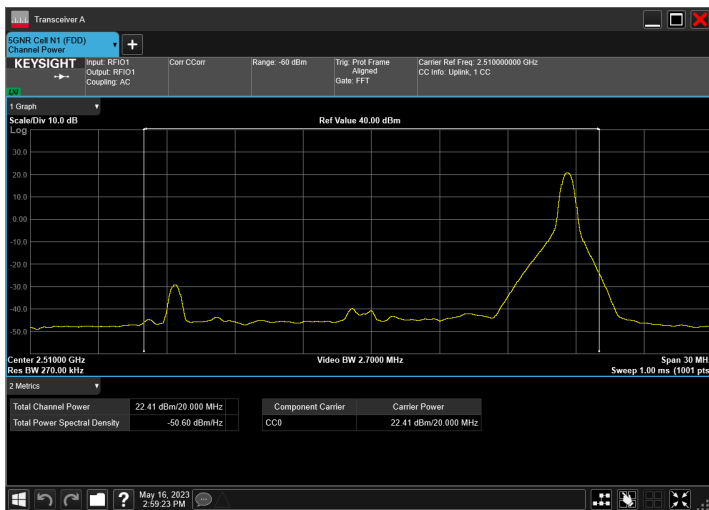 Transceiver A
5GNR Cell N1 (FDD)
Channel Power
KEYSIGHT
LXI
Input: RFIO1
Output: RFIO1
Coupling: AC
Corr CCorr
Range: -60 dBm
Trig: Prot Frame
Aligned
Gate: FFT
Carrier Ref Freq: 2.510000000 GHz
CC Info: Uplink, 1 CC
1 Graph
Scale/Div 10.0 dB
Ref Value 40.00 dBm
Log
30.0
20.0
10.0
0.00
-10.0
-20.0
-30.0
-40.0
-50.0
Center 2.51000 GHz
Video BW 2.7000 MHz
Span 30 MH
Res BW 270.00 kHz
Sweep 1.00 ms (1001 pts
2 Metrics
Total Channel Power 22.41 dBm/20.000 MHz
Total Power Spectral Density -50.60 dBm/Hz
Component Carrier Carrier Power
CC0 22.41 dBm/20.000 MHz
?
May 16, 2023
2:59:23 PM